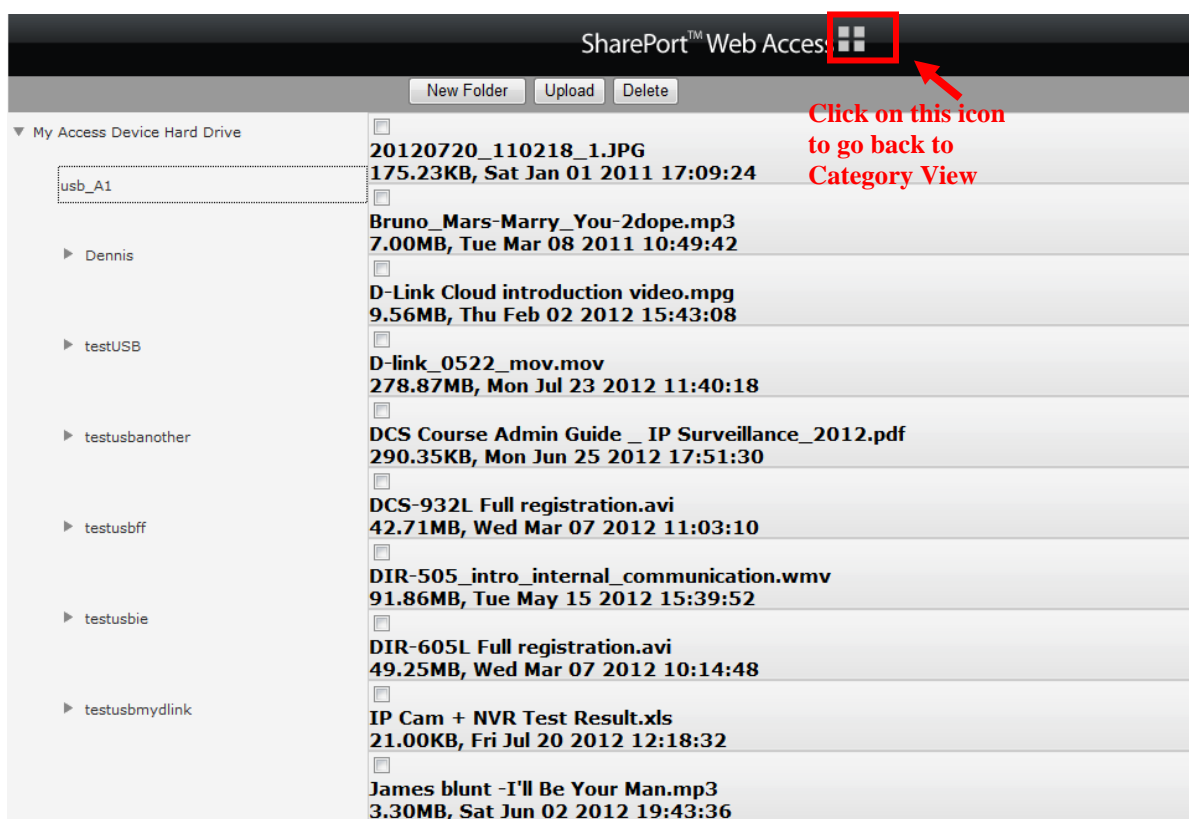 SharePort™ Web Access
New Folder
Upload
Delete
Click on this icon
to go back to
Category View
My Access Device Hard Drive
usb_A1
Dennis
testUSB
testusbanother
testusbff
testusbie
testusbmydlink
20120720_110218_1.JPG
175.23KB, Sat Jan 01 2011 17:09:24
Bruno_Mars-Marry_You-2dope.mp3
7.00MB, Tue Mar 08 2011 10:49:42
D-Link Cloud introduction video.mpg
9.56MB, Thu Feb 02 2012 15:43:08
D-link_0522_mov.mov
278.87MB, Mon Jul 23 2012 11:40:18
DCS Course Admin Guide _ IP Surveillance_2012.pdf
290.35KB, Mon Jun 25 2012 17:51:30
DCS-932L Full registration.avi
42.71MB, Wed Mar 07 2012 11:03:10
DIR-505_intro_internal_communication.wmv
91.86MB, Tue May 15 2012 15:39:52
DIR-605L Full registration.avi
49.25MB, Wed Mar 07 2012 10:14:48
IP Cam + NVR Test Result.xls
21.00KB, Fri Jul 20 2012 12:18:32
James blunt -I'll Be Your Man.mp3
3.30MB, Sat Jun 02 2012 19:43:36